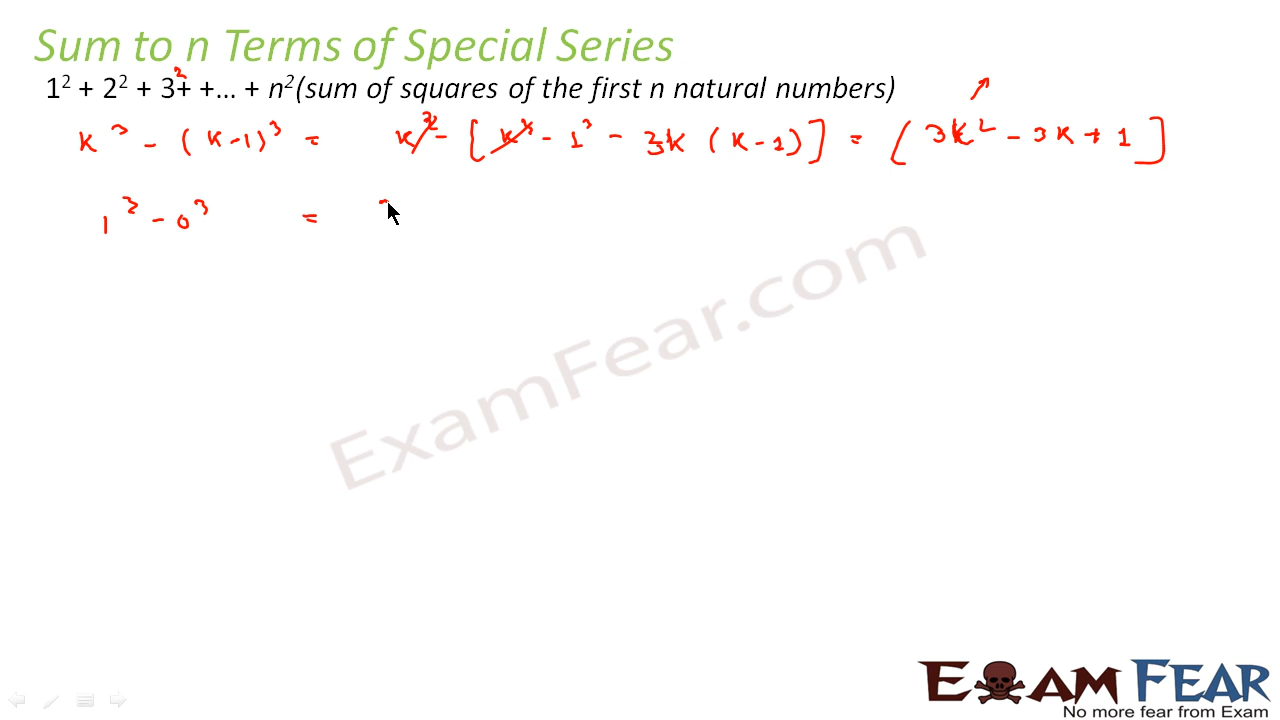 Sum to n Terms of Special Series
1² + 2² + 3² + +... + n²(sum of squares of the first n natural numbers)
k³ - (k-1)³ = k³ - [k³ - 1³ - 3k (k-1)] = [3k² - 3k + 1]
1³ - 0³ =
ExamFear.com
EXAM FEAR
No more fear from Exam